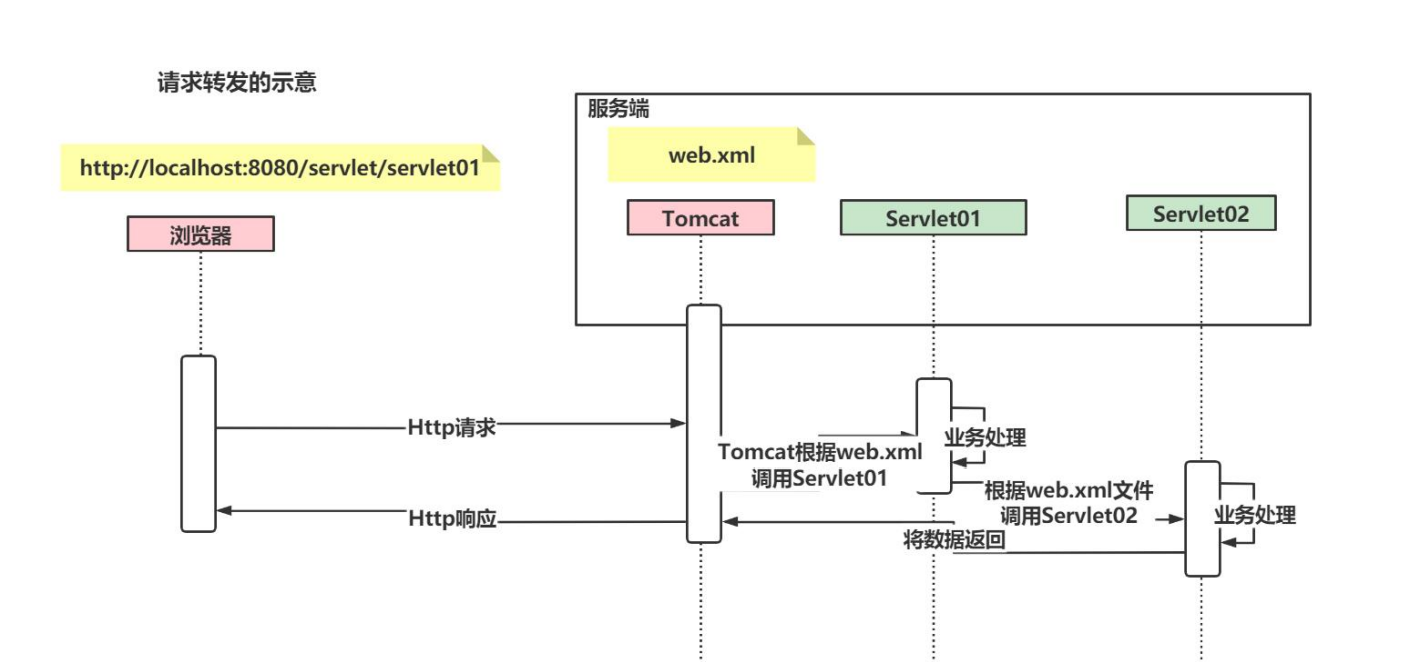 请求转发的示意
http://localhost:8080/servlet/servlet01
浏览器
服务端
web.xml
Tomcat
Servlet01
Servlet02
Http请求
Tomcat根据web.xml
调用Servlet01
业务处理
根据web.xml文件
调用Servlet02
业务处理
将数据返回
Http响应